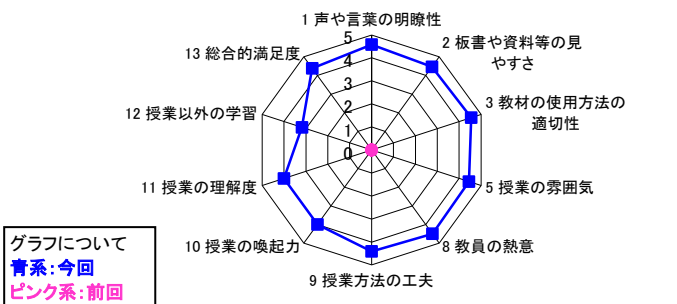 1 声や言葉の明瞭性
2 板書や資料等の見
やすさ
3 教材の使用方法の
適切性
5 授業の雰囲気
8 教員の熱意
9 授業方法の工夫
10 授業の喚起力
11 授業の理解度
12 授業以外の学習
13 総合的満足度
5
4
3
2
1
0
グラフについて
青系：今回
ピンク系：前回